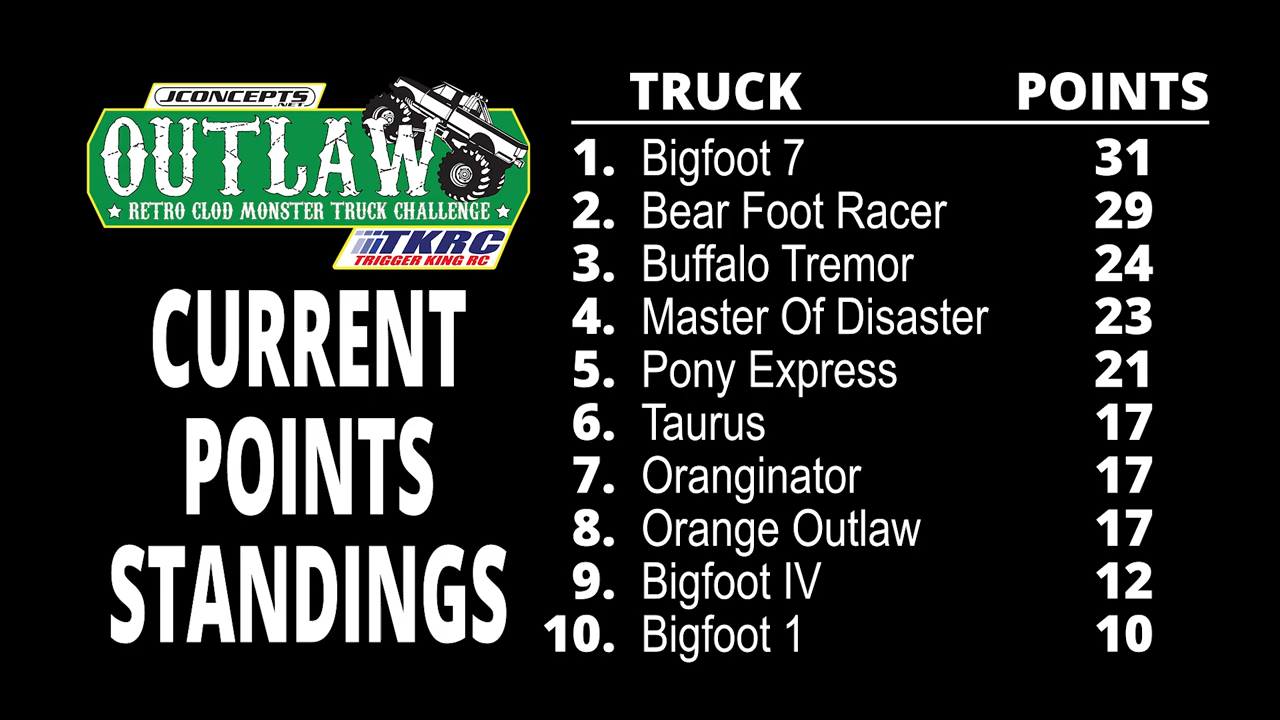 JCONCEPTS
.NET
OUTLAW
RETRO CLOD MONSTER TRUCK CHALLENGE
TKRC
TRIGGER KING RC
CURRENT
POINTS
STANDINGS
TRUCK POINTS
1. Bigfoot 7 31
2. Bear Foot Racer 29
3. Buffalo Tremor 24
4. Master Of Disaster 23
5. Pony Express 21
6. Taurus 17
7. Oranginator 17
8. Orange Outlaw 17
9. Bigfoot IV 12
10. Bigfoot 1 10